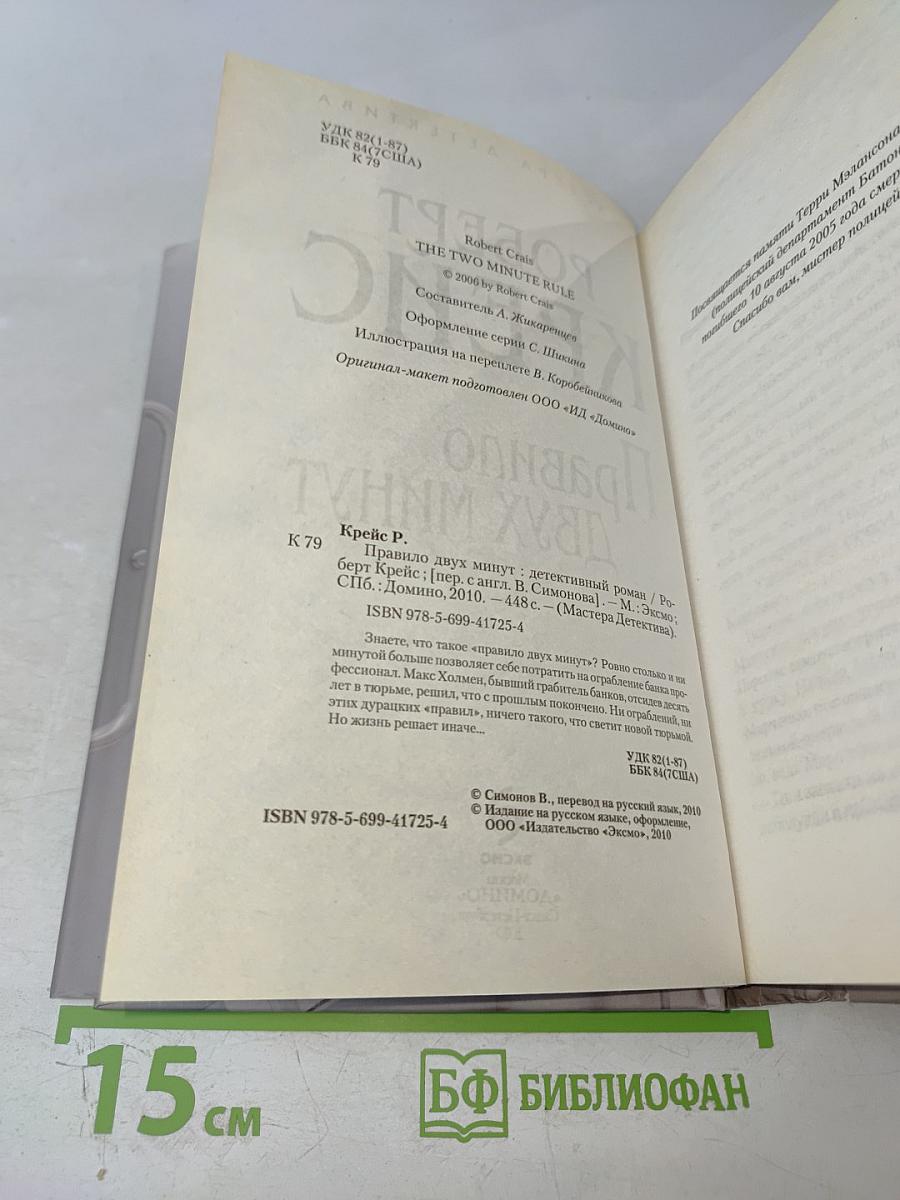 УДК 82(1-87)
ББК 84(7США)
К 79
Robert Crais
THE TWO MINUTE RULE
© 2006 by Robert Crais
Составитель А. Жикаренцев
Оформление серии С. Шикина
Иллюстрация на переплете В. Коробейникова
Оригинал-макет подготовлен ООО «ИД «Домино»
Крейс Р.
К 79
Правило двух минут : детективный роман / Ро-
берт Крейс ; [пер. с англ. В. Симонова] . — М. : Эксмо ;
СПб. : Домино, 2010. — 448 с. — (Мастера Детектива).
ISBN 978-5-699-41725-4
Знаете, что такое «правило двух минут»? Ровно столько и ни
минутой больше позволяет себе потратить на ограбление банка про-
фессионал. Макс Холмен, бывший грабитель банков, отсидев десять
лет в тюрьме, решил, что с прошлым покончено. Ни ограблений, ни
этих дурацких «правил», ничего такого, что светит новой тюрьмой.
Но жизнь решает иначе...
УДК 82(1-87)
ББК 84(7США)
© Симонов В., перевод на русский язык, 2010
© Издание на русском языке, оформление,
ООО «Издательство «Эксмо», 2010
ISBN 978-5-699-41725-4
Посвящается памяти Терри Мэлансона
(полицейский департамент Батон
погибшего 10 августа 2005 года смер
Спасибо вам, мистер полицей
15 см
БФ БИБЛИОФАН